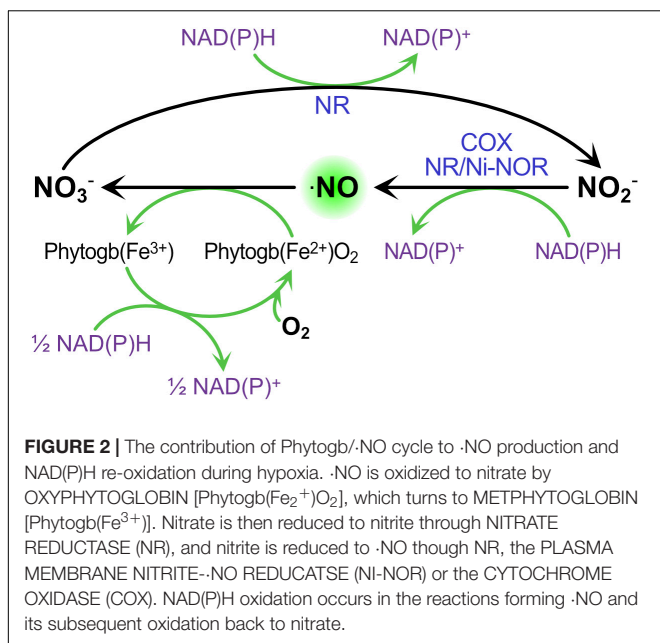 NAD(P)H NAD(P)⁺
NR
COX
NR/Ni-NOR
NO₃⁻ ·NO NO₂⁻
Phytogb(Fe³⁺) Phytogb(Fe²⁺)O₂ NAD(P)⁺ NAD(P)H
O₂
½ NAD(P)H
½ NAD(P)⁺
FIGURE 2 | The contribution of Phytogb/·NO cycle to ·NO production and
NAD(P)H re-oxidation during hypoxia. ·NO is oxidized to nitrate by
OXYPHYTOGLOBIN [Phytogb(Fe₂⁺)O₂], which turns to METPHYTOGLOBIN
[Phytogb(Fe³⁺)]. Nitrate is then reduced to nitrite through NITRATE
REDUCTASE (NR), and nitrite is reduced to ·NO though NR, the PLASMA
MEMBRANE NITRITE-·NO REDUCATSE (NI-NOR) or the CYTOCHROME
OXIDASE (COX). NAD(P)H oxidation occurs in the reactions forming ·NO and
its subsequent oxidation back to nitrate.